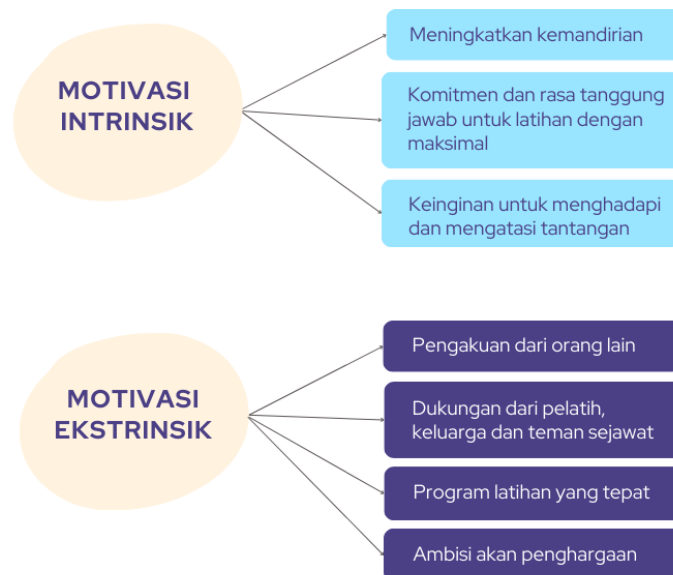 MOTIVASI
INTRINSIK
Meningkatkan kemandirian
Komitmen dan rasa tanggung
jawab untuk latihan dengan
maksimal
Keinginan untuk menghadapi
dan mengatasi tantangan
MOTIVASI
EKSTRINSIK
Pengakuan dari orang lain
Dukungan dari pelatih,
keluarga dan teman sejawat
Program latihan yang tepat
Ambisi akan penghargaan